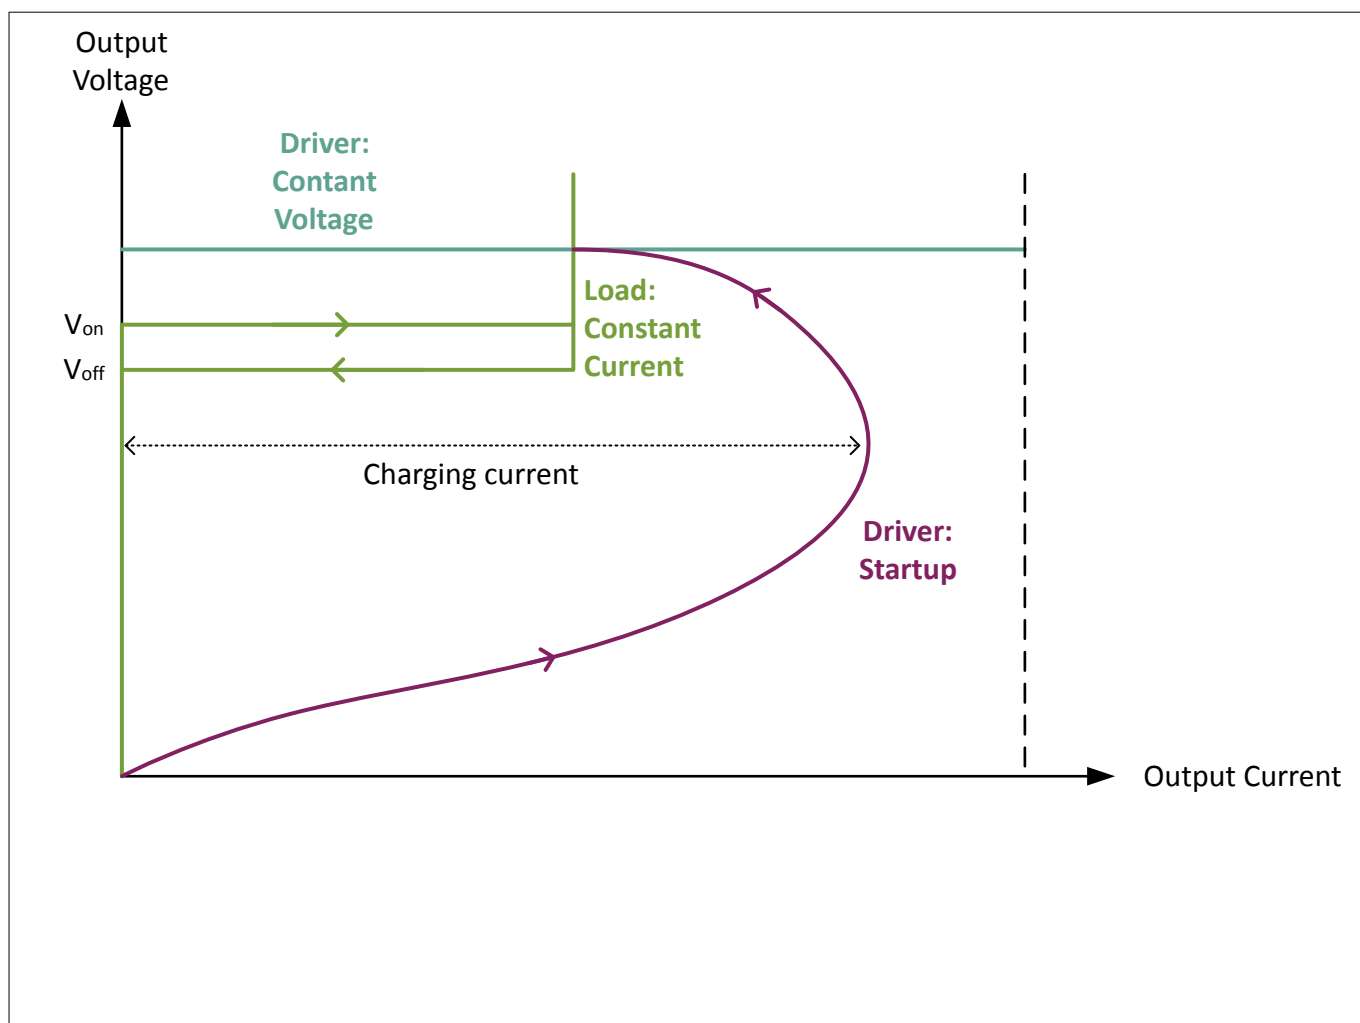 Output
Voltage
Driver:
Contant
Voltage
Von
Voff
Load:
Constant
Current
Charging current
Driver:
Startup
Output Current